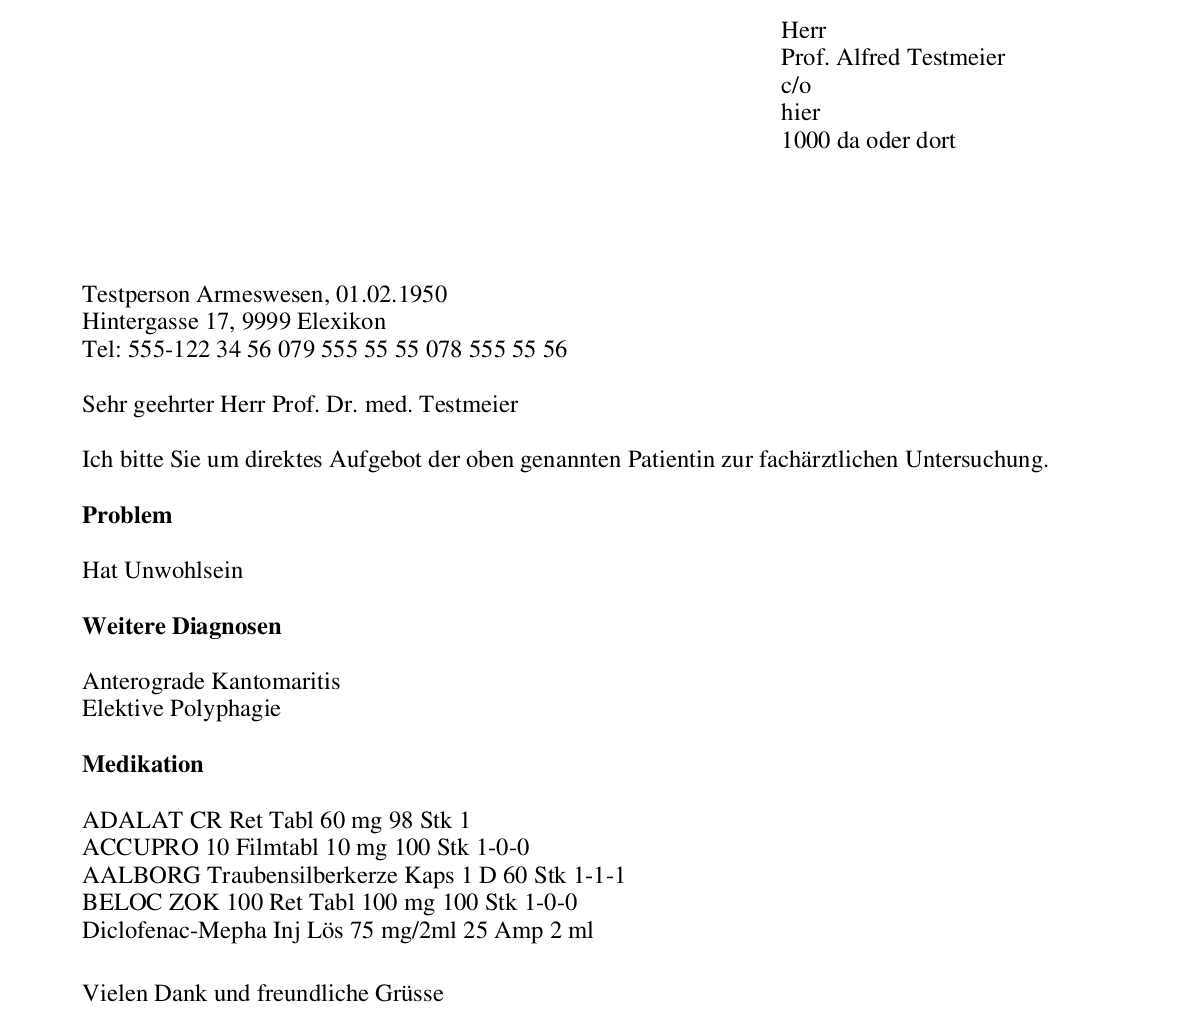 Herr
Prof. Alfred Testmeier
c/o
hier
1000 da oder dort
Testperson Armeswesen, 01.02.1950
Hintergasse 17, 9999 Elexikon
Tel: 555-122 34 56 079 555 55 55 078 555 55 56
Sehr geehrter Herr Prof. Dr. med. Testmeier
Ich bitte Sie um direktes Aufgebot der oben genannten Patientin zur fachärztlichen Untersuchung.
Problem
Hat Unwohlsein
Weitere Diagnosen
Anterograde Kantomaritis
Elektive Polyphagie
Medikation
ADALAT CR Ret Tabl 60 mg 98 Stk 1
ACCUPRO 10 Filmtabl 10 mg 100 Stk 1-0-0
AALBORG Traubensilberkerze Kaps 1 D 60 Stk 1-1-1
BELOC ZOK 100 Ret Tabl 100 mg 100 Stk 1-0-0
Diclofenac-Mepha Inj Lös 75 mg/2ml 25 Amp 2 ml
Vielen Dank und freundliche Grüsse